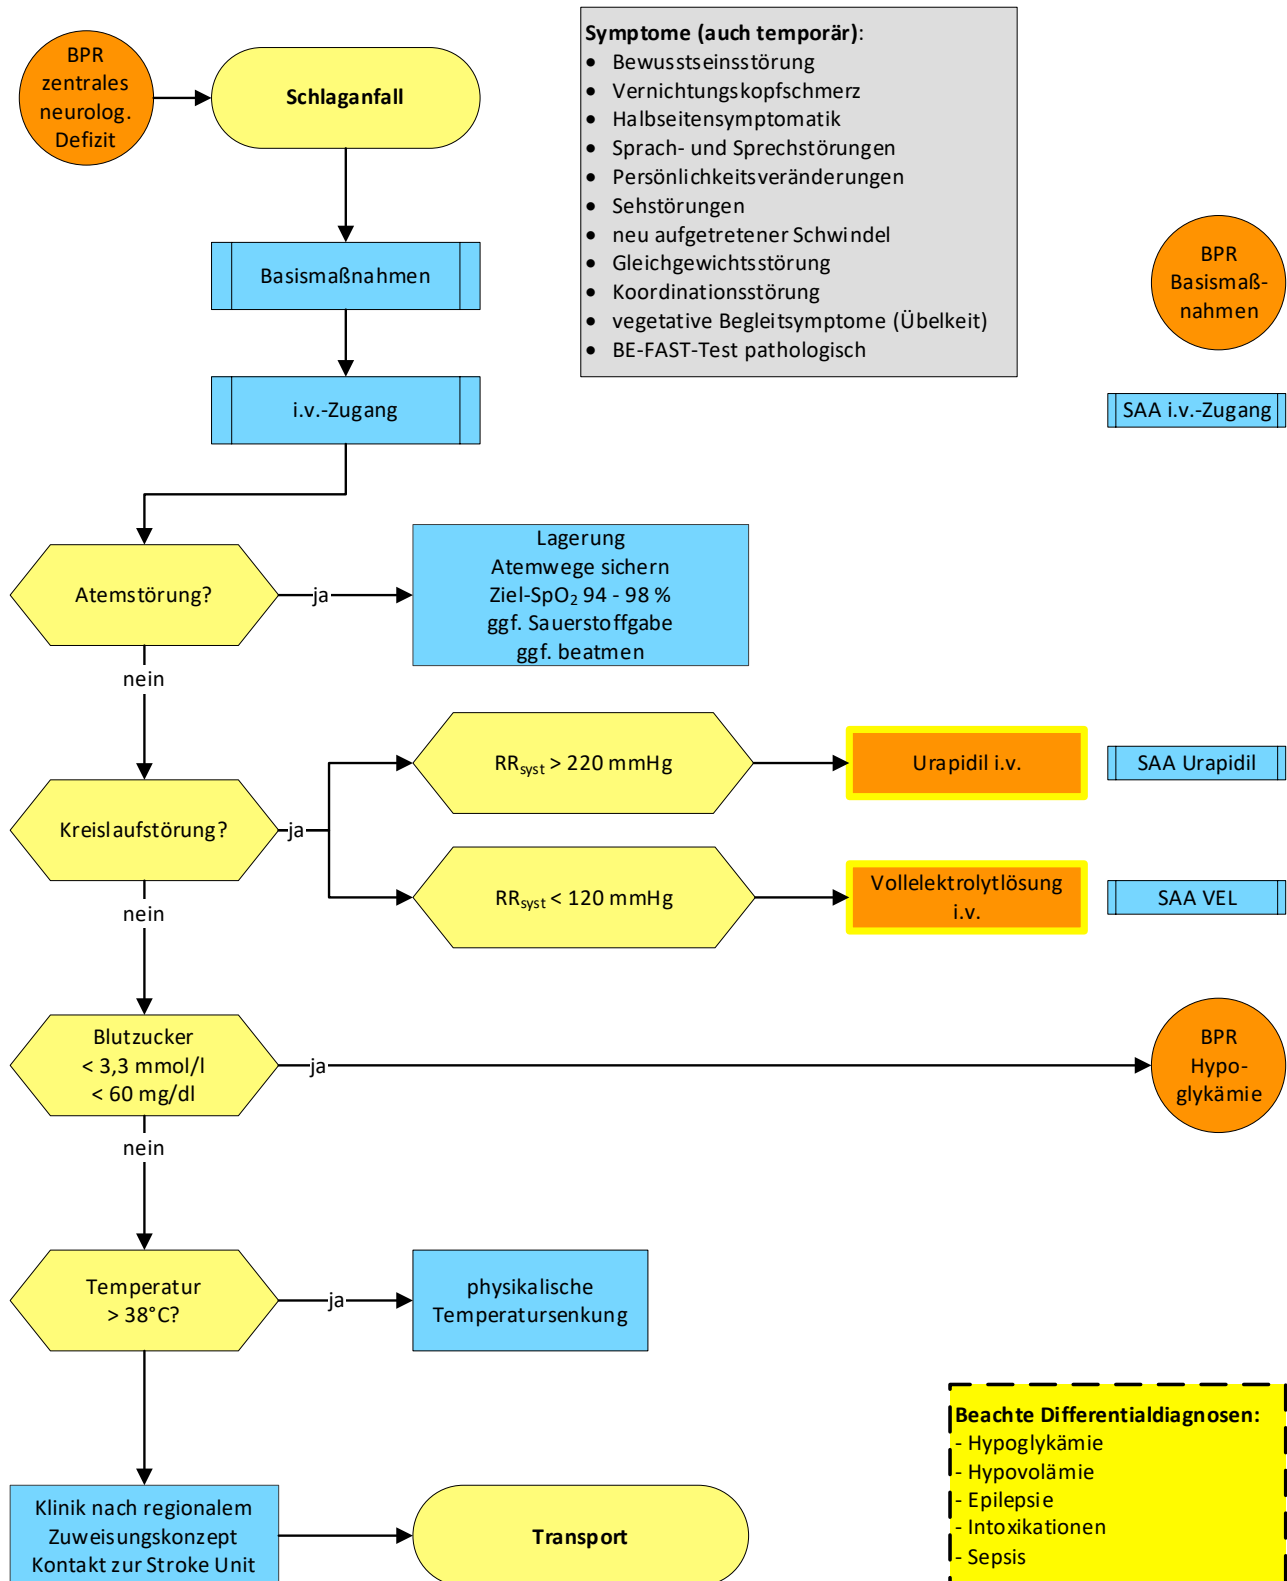 BPR
zentrales
neurolog.
Defizit
Schlaganfall
Symptome (auch temporär):
• Bewusstseinsstörung
• Vernichtungskopfschmerz
• Halbseitensymptomatik
• Sprach- und Sprechstörungen
• Persönlichkeitsveränderungen
• Sehstörungen
• neu aufgetretener Schwindel
• Gleichgewichtsstörung
• Koordinationsstörung
• vegetative Begleitsymptome (Übelkeit)
• BE-FAST-Test pathologisch
Basismaßnahmen
BPR
Basismaß-
nahmen
i.v.-Zugang
SAA i.v.-Zugang
Atemstörung?
ja
Lagerung
Atemwege sichern
Ziel-SpO₂ 94 - 98 %
ggf. Sauerstoffgabe
ggf. beatmen
nein
Kreislaufstörung?
ja
RRsyst > 220 mmHg
Urapidil i.v.
SAA Urapidil
RRsyst < 120 mmHg
Vollelektrolytlösung
i.v.
SAA VEL
nein
Blutzucker
< 3,3 mmol/l
< 60 mg/dl
ja
BPR
Hypo-
glykämie
nein
Temperatur
> 38°C?
ja
physikalische
Temperatursenkung
Klinik nach regionalem
Zuweisungskonzept
Kontakt zur Stroke Unit
Transport
Beachte Differentialdiagnosen:
- Hypoglykämie
- Hypovolämie
- Epilepsie
- Intoxikationen
- Sepsis